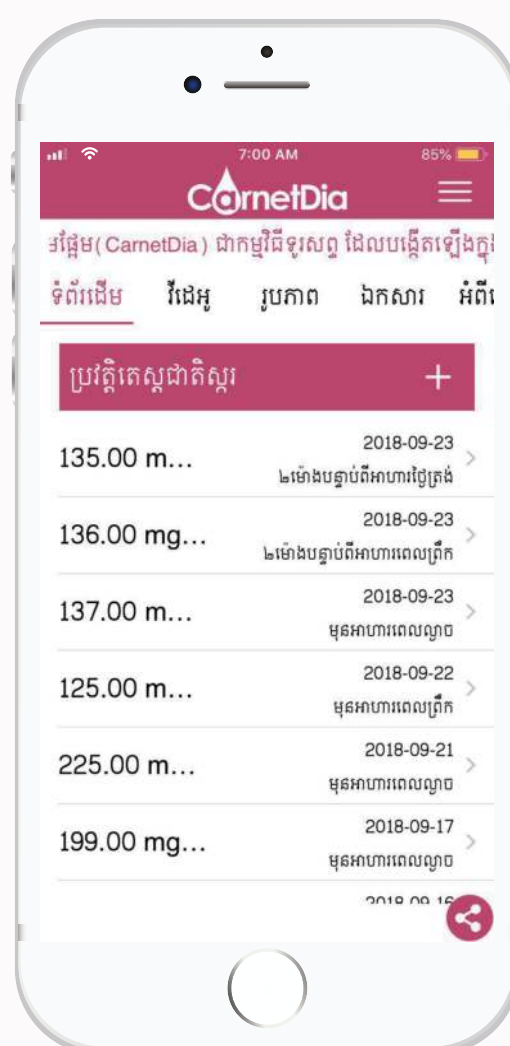 7:00 AM 85%
CarnetDia
(CarnetDia) ជាកម្មវិធីទូរសព្ទ ដែលបង្កើតឡើង
ទំព័រដើម វីដេអូ រូបភាព ឯកសារ
ប្រវត្តិតេស្តជាតិស្ករ +
135.00 m... 2018-09-23
២ម៉ោងបន្ទាប់ពីអាហារថ្ងៃត្រង់
136.00 mg... 2018-09-23
២ម៉ោងបន្ទាប់ពីអាហារពេលព្រឹក
137.00 m... 2018-09-23
មុនអាហារពេលល្ងាច
125.00 m... 2018-09-22
មុនអាហារពេលព្រឹក
225.00 m... 2018-09-21
មុនអាហារពេលល្ងាច
199.00 mg... 2018-09-17
មុនអាហារពេលល្ងាច